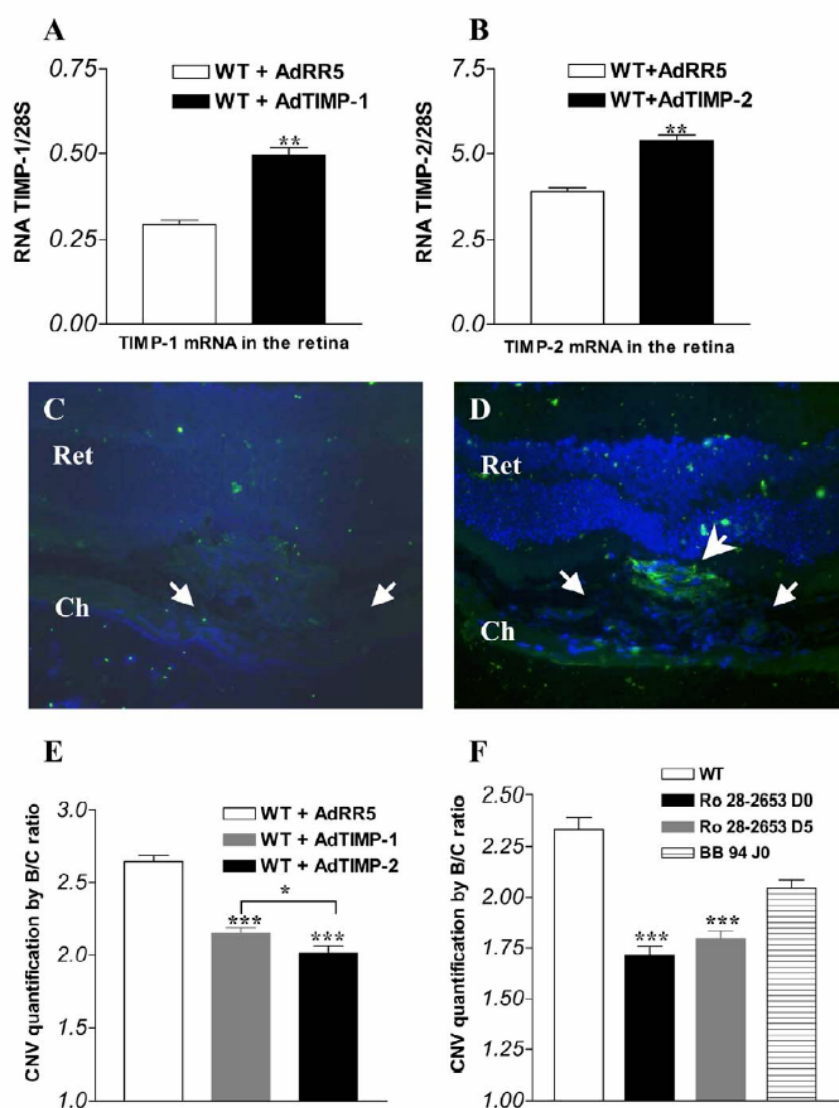 A
0.75
0.50
0.25
0.00
RNA TIMP-1/28S
WT + AdRR5
WT + AdTIMP-1
**
TIMP-1 mRNA in the retina
B
7.5
5.0
2.5
0.0
RNA TIMP-2/28S
WT+AdRR5
WT+AdTIMP-2
**
TIMP-2 mRNA in the retina
C
Ret
Ch
D
Ret
Ch
E
3.0
2.5
2.0
1.5
1.0
CNV quantification by B/C ratio
WT + AdRR5
WT + AdTIMP-1
WT + AdTIMP-2
*
***
***
F
2.50
2.25
2.00
1.75
1.50
1.25
1.00
CNV quantification by B/C ratio
WT
Ro 28-2653 D0
Ro 28-2653 D5
BB 94 J0
***
***